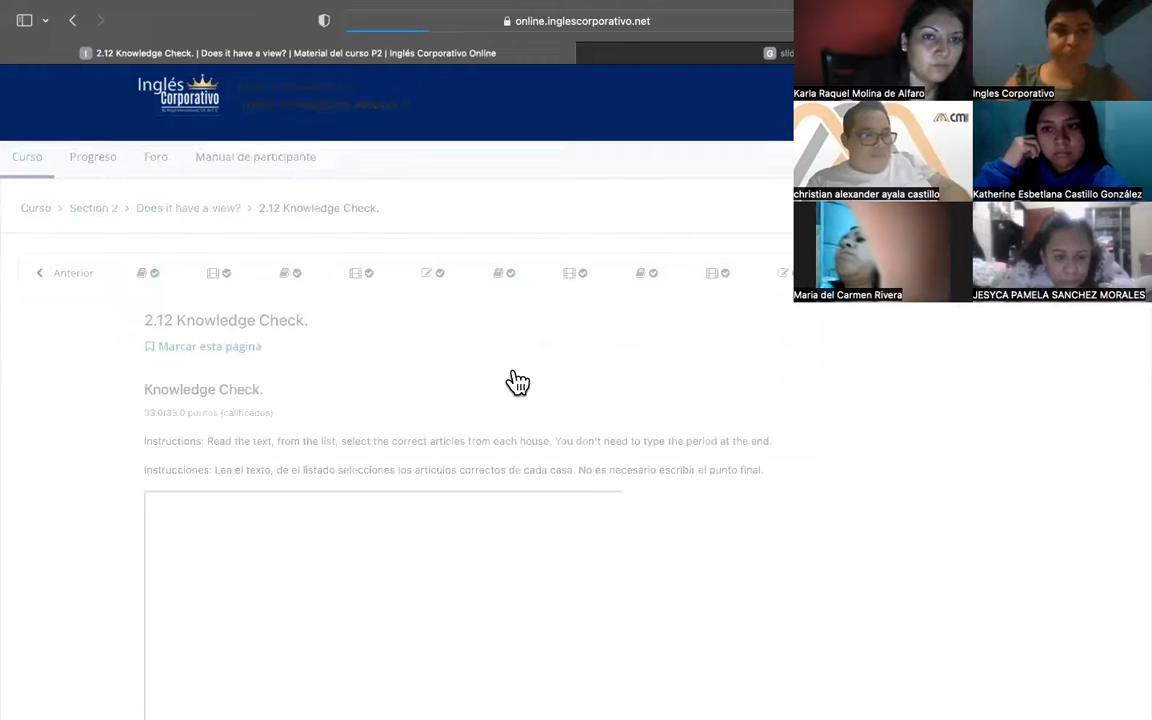 online.inglescorporativo.net
2.12 Knowledge Check. | Does it have a view? | Material del curso P2 | Inglés Corporativo Online
G slid
Inglés
Corporativo
Curso
Progreso
Foro
Manual de participante
Curso > Section 2 > Does it have a view? > 2.12 Knowledge Check.
Anterior
2.12 Knowledge Check.
Marcar esta página
Knowledge Check.
33.0/33.0 puntos (calificados)
Instructions: Read the text, from the list, select the correct articles from each house. You don't need to type the period at the end.
Instrucciones: Lea el texto, de el listado selecciones los artículos correctos de cada casa. No es necesario escribir el punto final.
Karla Raquel Molina de Alfaro
Ingles Corporativo
CMI
christian alexander ayala castillo
Katherine Esbetlana Castillo González
Maria del Carmen Rivera
JESYCA PAMELA SANCHEZ MORALES